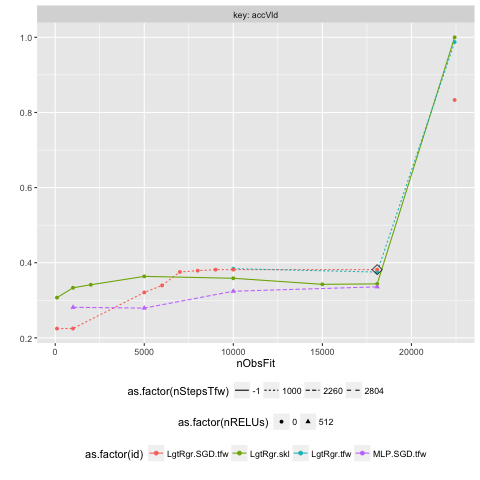 key: accVld
1.0
0.8
0.6
0.4
0.2
0 5000 10000 15000 20000
nObsFit
as.factor(nStepsTfw) -1 1000 2260 2804
as.factor(nRELUs) 0 512
as.factor(id) LgtRgr.SGD.tfw LgtRgr.skl LgtRgr.tfw MLP.SGD.tfw